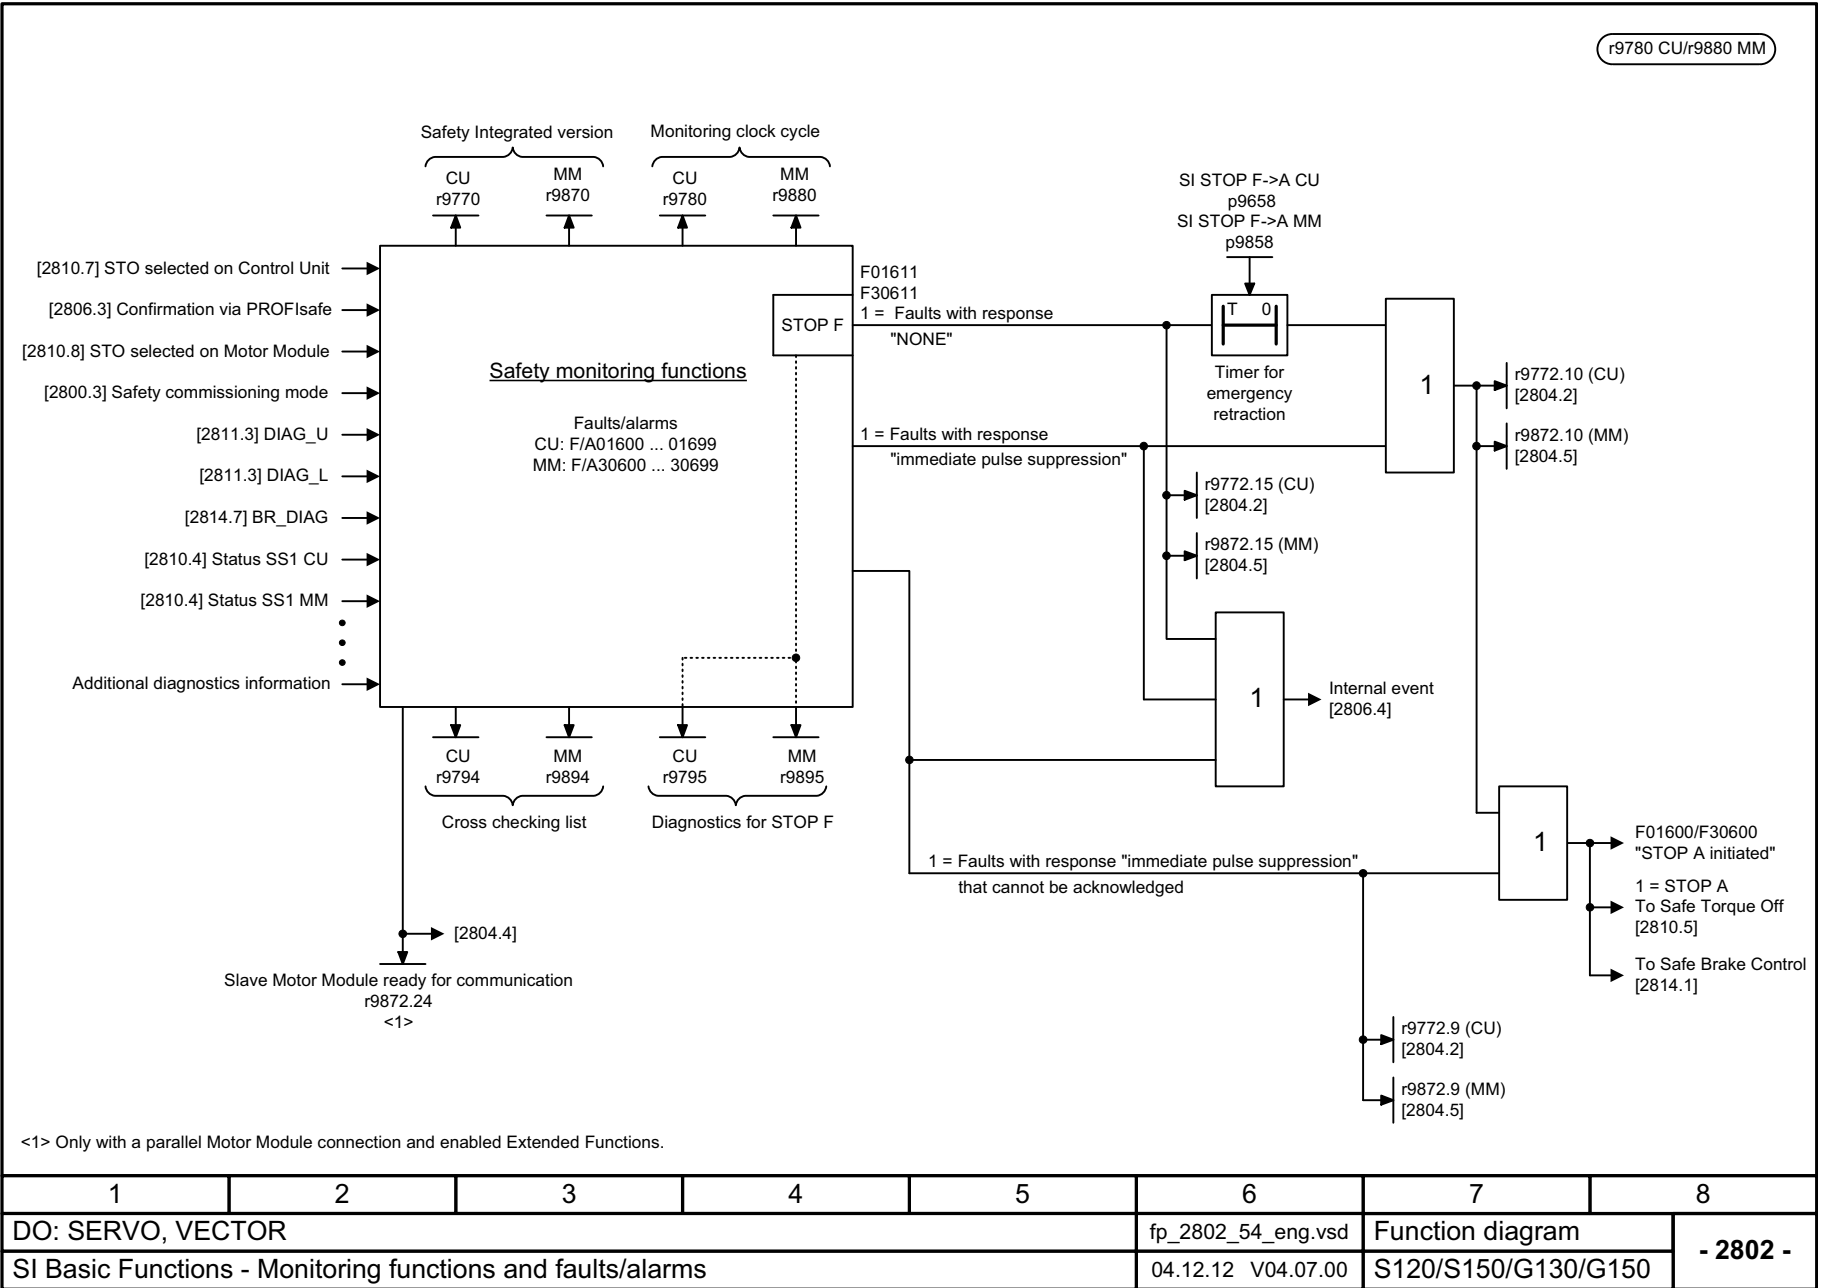 r9780 CU/r9880 MM
Safety Integrated version
Monitoring clock cycle
CU
r9770
MM
r9870
CU
r9780
MM
r9880
SI STOP F->A CU
p9658
SI STOP F->A MM
p9858
[2810.7] STO selected on Control Unit
[2806.3] Confirmation via PROFIsafe
[2810.8] STO selected on Motor Module
[2800.3] Safety commissioning mode
[2811.3] DIAG_U
[2811.3] DIAG_L
[2814.7] BR_DIAG
[2810.4] Status SS1 CU
[2810.4] Status SS1 MM
Additional diagnostics information
Safety monitoring functions
Faults/alarms
CU: F/A01600 ... 01699
MM: F/A30600 ... 30699
STOP F
F01611
F30611
1 = Faults with response
"NONE"
T 0
Timer for
emergency
retraction
1
r9772.10 (CU)
[2804.2]
r9872.10 (MM)
[2804.5]
1 = Faults with response
"immediate pulse suppression"
r9772.15 (CU)
[2804.2]
r9872.15 (MM)
[2804.5]
1
Internal event
[2806.4]
CU
r9794
MM
r9894
CU
r9795
MM
r9895
Cross checking list
Diagnostics for STOP F
1 = Faults with response "immediate pulse suppression"
that cannot be acknowledged
1
F01600/F30600
"STOP A initiated"
1 = STOP A
To Safe Torque Off
[2810.5]
To Safe Brake Control
[2814.1]
[2804.4]
Slave Motor Module ready for communication
r9872.24
<1>
r9772.9 (CU)
[2804.2]
r9872.9 (MM)
[2804.5]
<1> Only with a parallel Motor Module connection and enabled Extended Functions.
1 2 3 4 5 6 7 8
DO: SERVO, VECTOR
fp_2802_54_eng.vsd
Function diagram
- 2802 -
SI Basic Functions - Monitoring functions and faults/alarms
04.12.12 V04.07.00
S120/S150/G130/G150